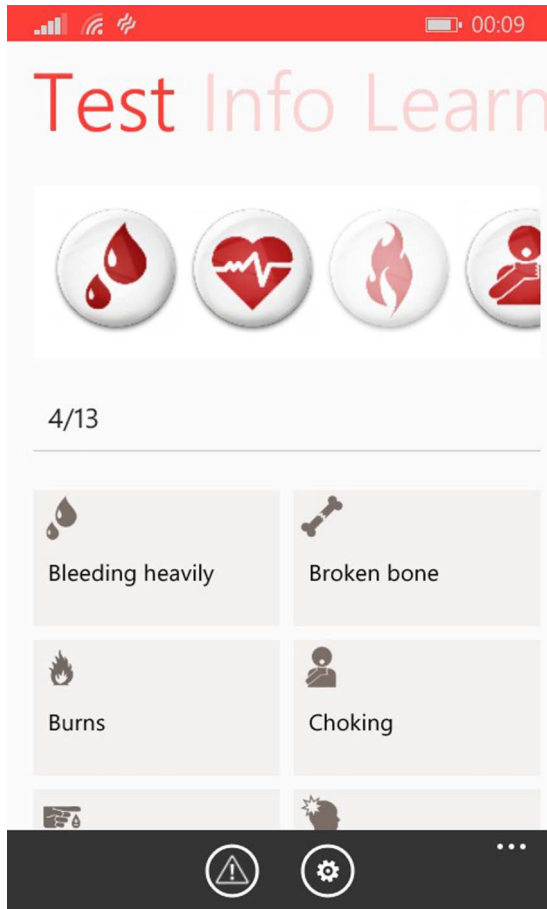 00:09
Test Info Learn
4/13
Bleeding heavily
Broken bone
Burns
Choking